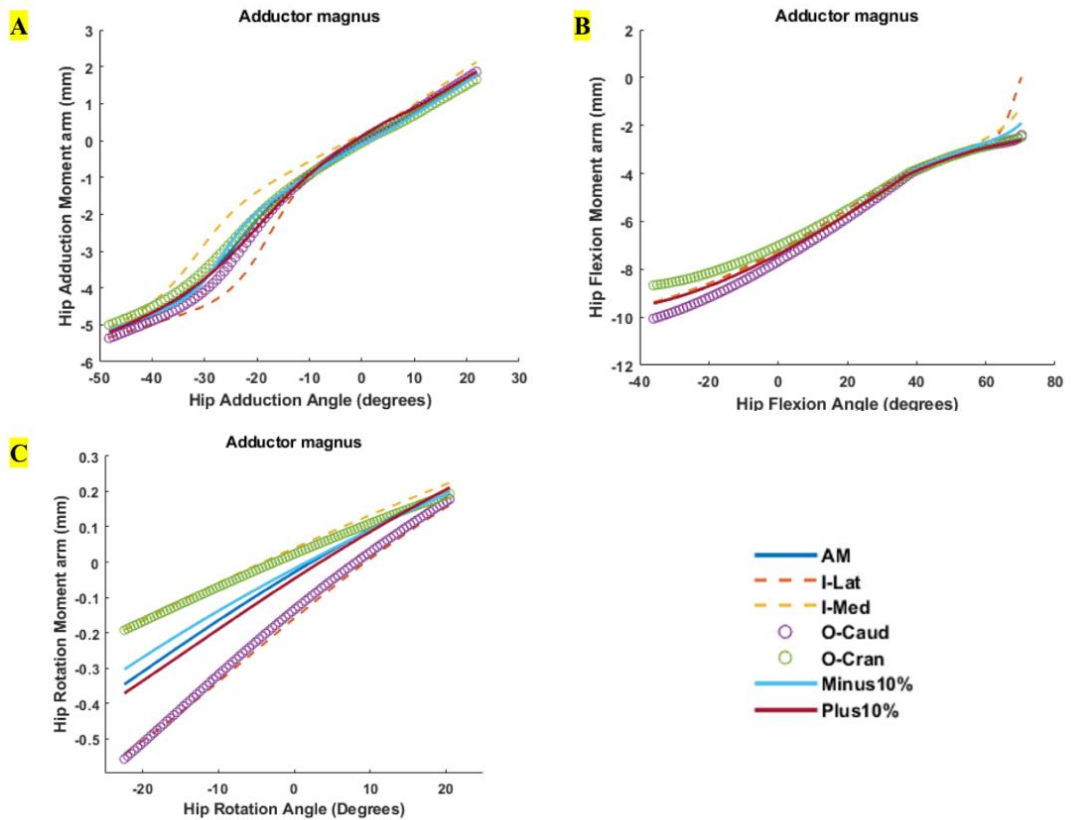 A
Adductor magnus
Hip Adduction Moment arm (mm)
3
2
1
0
-1
-2
-3
-4
-5
-6
-50 -40 -30 -20 -10 0 10 20 30
Hip Adduction Angle (degrees)
B
Adductor magnus
Hip Flexion Moment arm (mm)
2
0
-2
-4
-6
-8
-10
-12
-40 -20 0 20 40 60 80
Hip Flexion Angle (degrees)
C
Adductor magnus
Hip Rotation Moment arm (mm)
0.3
0.2
0.1
0
-0.1
-0.2
-0.3
-0.4
-0.5
-20 -10 0 10 20
Hip Rotation Angle (Degrees)
AM
I-Lat
I-Med
O-Caud
O-Cran
Minus10%
Plus10%